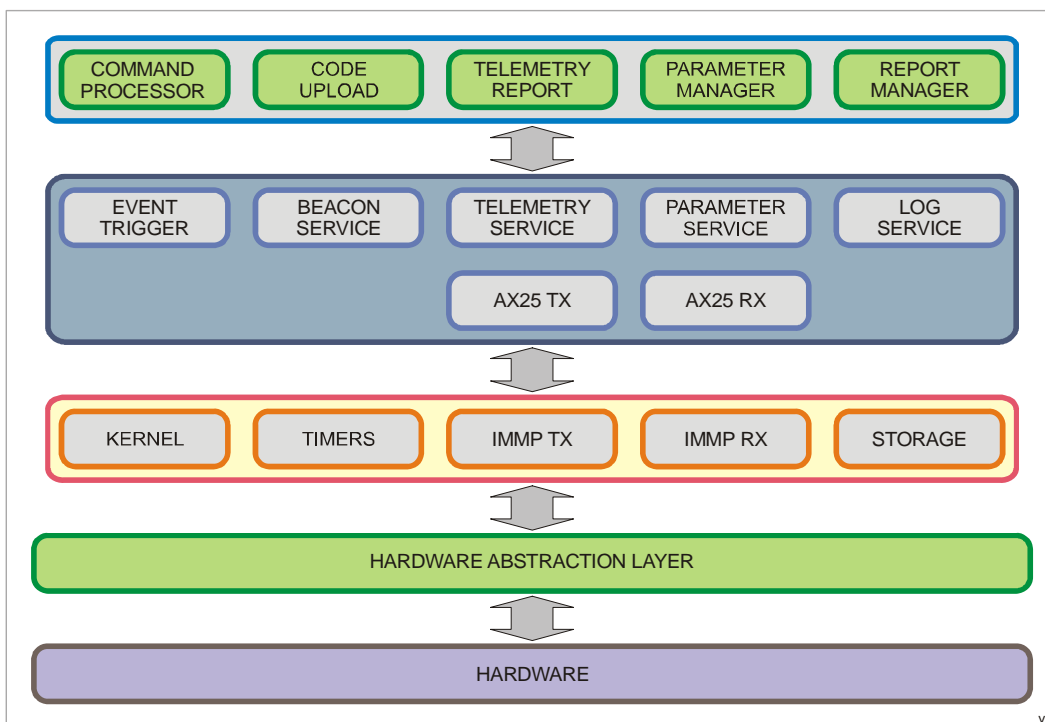 COMMAND
PROCESSOR
CODE
UPLOAD
TELEMETRY
REPORT
PARAMETER
MANAGER
REPORT
MANAGER
EVENT
TRIGGER
BEACON
SERVICE
TELEMETRY
SERVICE
PARAMETER
SERVICE
LOG
SERVICE
AX25 TX
AX25 RX
KERNEL
TIMERS
IMMP TX
IMMP RX
STORAGE
HARDWARE ABSTRACTION LAYER
HARDWARE